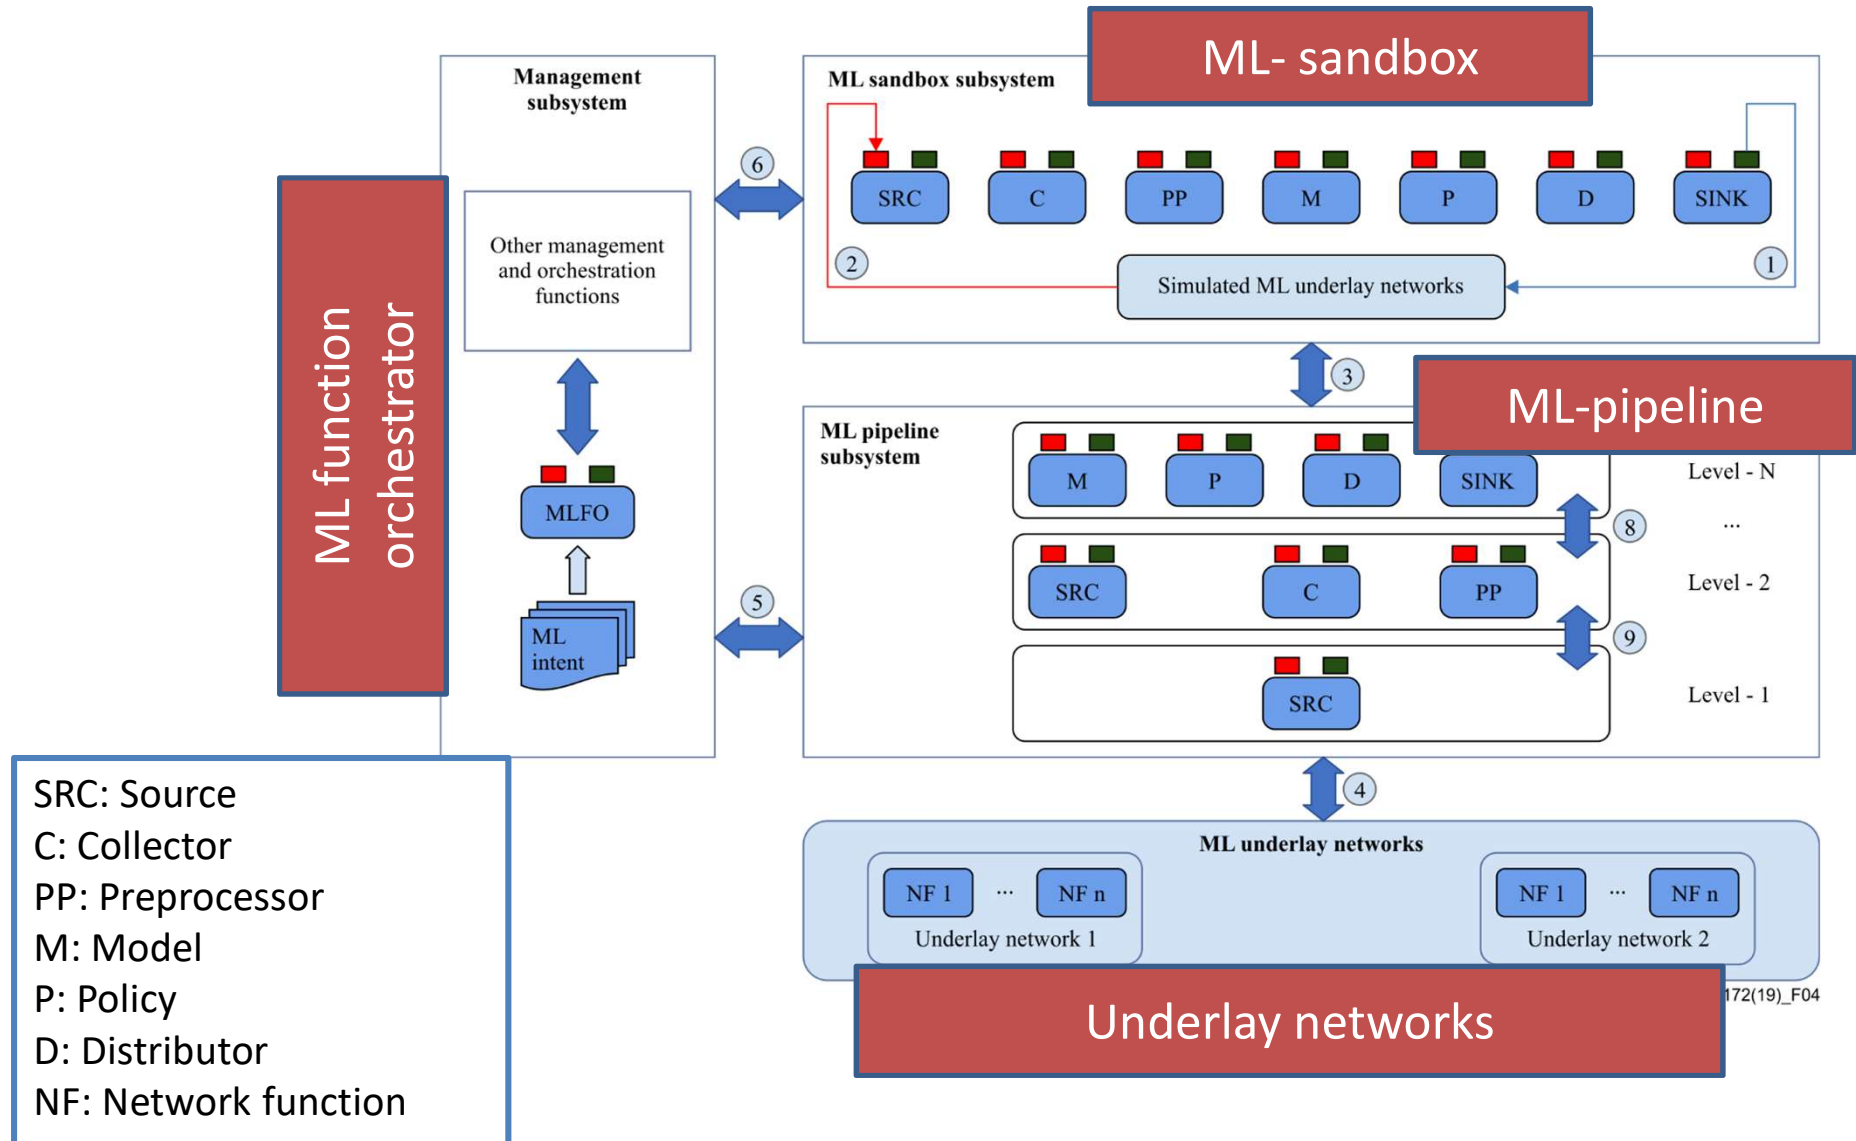 ML- sandbox
Management
subsystem
ML sandbox subsystem
6
SRC
C
PP
M
P
D
SINK
Other management
and orchestration
functions
2
Simulated ML underlay networks
1
ML function
orchestrator
3
ML-pipeline
ML pipeline
subsystem
M
P
D
SINK
Level - N
MLFO
8
...
SRC
C
PP
Level - 2
5
ML
intent
9
SRC
Level - 1
4
SRC: Source
C: Collector
PP: Preprocessor
M: Model
P: Policy
D: Distributor
NF: Network function
ML underlay networks
NF 1
...
NF n
Underlay network 1
NF 1
...
NF n
Underlay network 2
172(19)_F04
Underlay networks